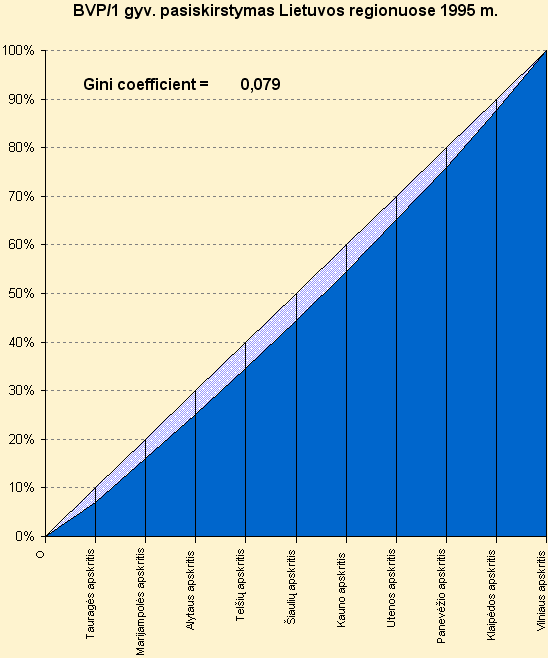 BVP/1 gyv. pasiskirstymas Lietuvos regionuose 1995 m.
Gini coefficient = 0,079
100%
90%
80%
70%
60%
50%
40%
30%
20%
10%
0%
O
Tauragės apskritis
Marijampolės apskritis
Alytaus apskritis
Telšių apskritis
Šiaulių apskritis
Kauno apskritis
Utenos apskritis
Panevėžio apskritis
Klaipėdos apskritis
Vilniaus apskritis